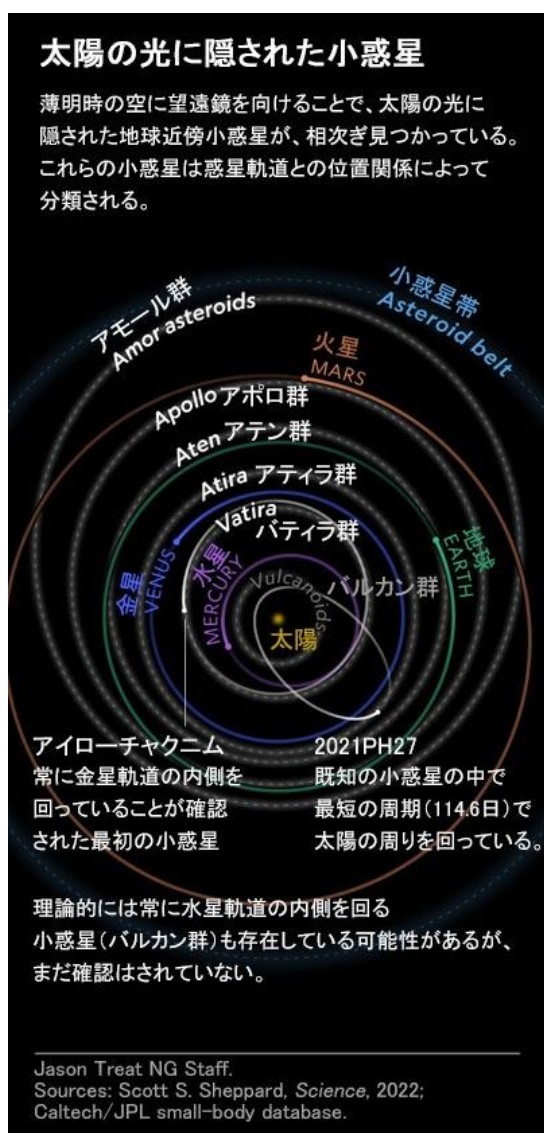 太陽の光に隠された小惑星
薄明時の空に望遠鏡を向けることで、太陽の光に
隠された地球近傍小惑星が、相次ぎ見つかっている。
これらの小惑星は惑星軌道との位置関係によって
分類される。
アモール群
Amor asteroids
小惑星帯
Asteroid belt
火星
MARS
Apollo アポロ群
Aten アテン群
Atira アティラ群
Vatira
バティラ群
地球
EARTH
金星
VENUS
水星
MERCURY
Vulcanoids
バルカン群
太陽
アイローチャクニム
常に金星軌道の内側を
回っていることが確認
された最初の小惑星
2021PH27
既知の小惑星の中で
最短の周期（114.6日）で
太陽の周りを回っている。
理論的には常に水星軌道の内側を回る
小惑星（バルカン群）も存在している可能性があるが、
まだ確認はされていない。
Jason Treat NG Staff.
Sources: Scott S. Sheppard, Science, 2022;
Caltech/JPL small-body database.